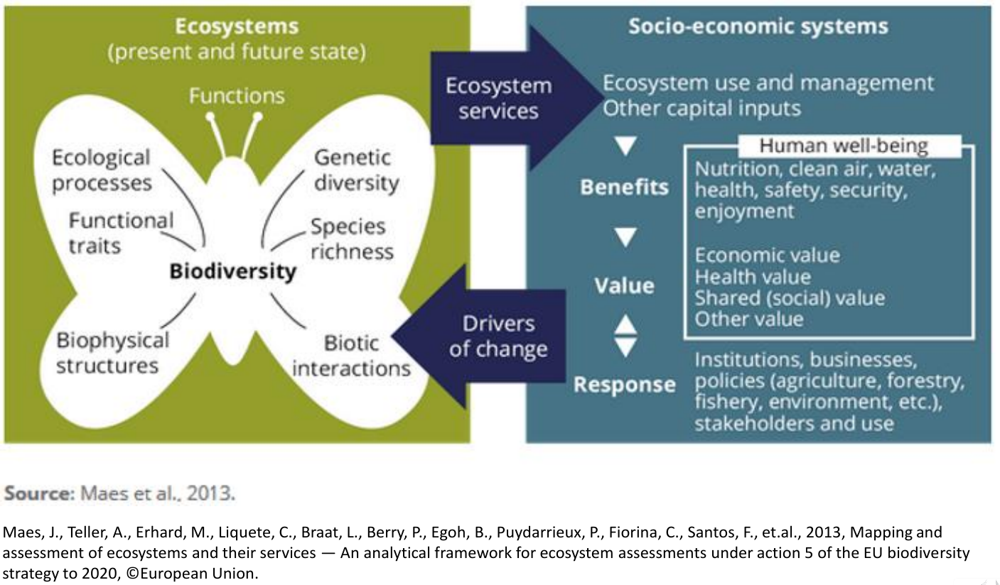 Ecosystems
(present and future state)
Functions
Ecological
processes
Functional
traits
Genetic
diversity
Species
richness
Biodiversity
Biophysical
structures
Biotic
interactions
Ecosystem
services
Drivers
of change
Socio-economic systems
Ecosystem use and management
Other capital inputs
Benefits
Value
Response
Human well-being
Nutrition, clean air, water,
health, safety, security,
enjoyment
Economic value
Health value
Shared (social) value
Other value
Institutions, businesses,
policies (agriculture, forestry,
fishery, environment, etc.),
stakeholders and use
Source: Maes et al., 2013.
Maes, J., Teller, A., Erhard, M., Liquete, C., Braat, L., Berry, P., Egoh, B., Puydarrieux, P., Fiorina, C., Santos, F., et.al., 2013, Mapping and
assessment of ecosystems and their services — An analytical framework for ecosystem assessments under action 5 of the EU biodiversity
strategy to 2020, ©European Union.